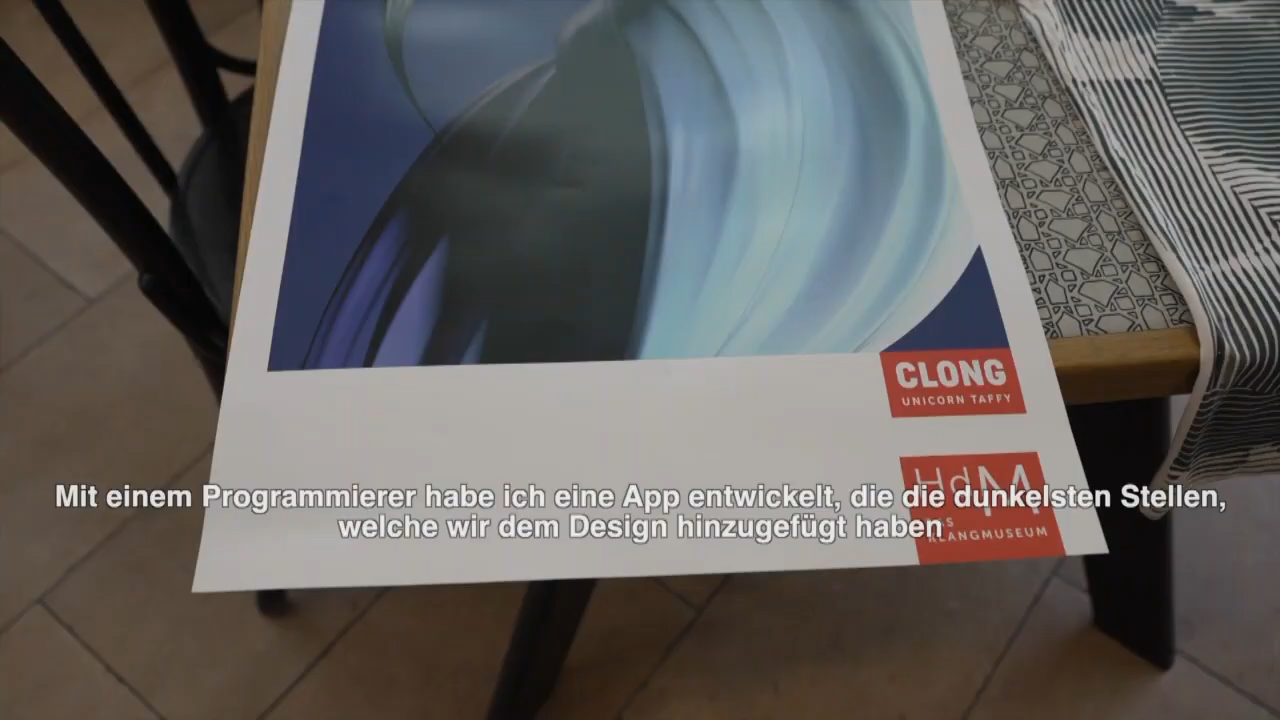 CLONG
UNICORN TAFFY
HdM
KLANGMUSEUM
Mit einem Programmierer habe ich eine App entwickelt, die die dunkelsten Stellen,
welche wir dem Design hinzugefügt haben